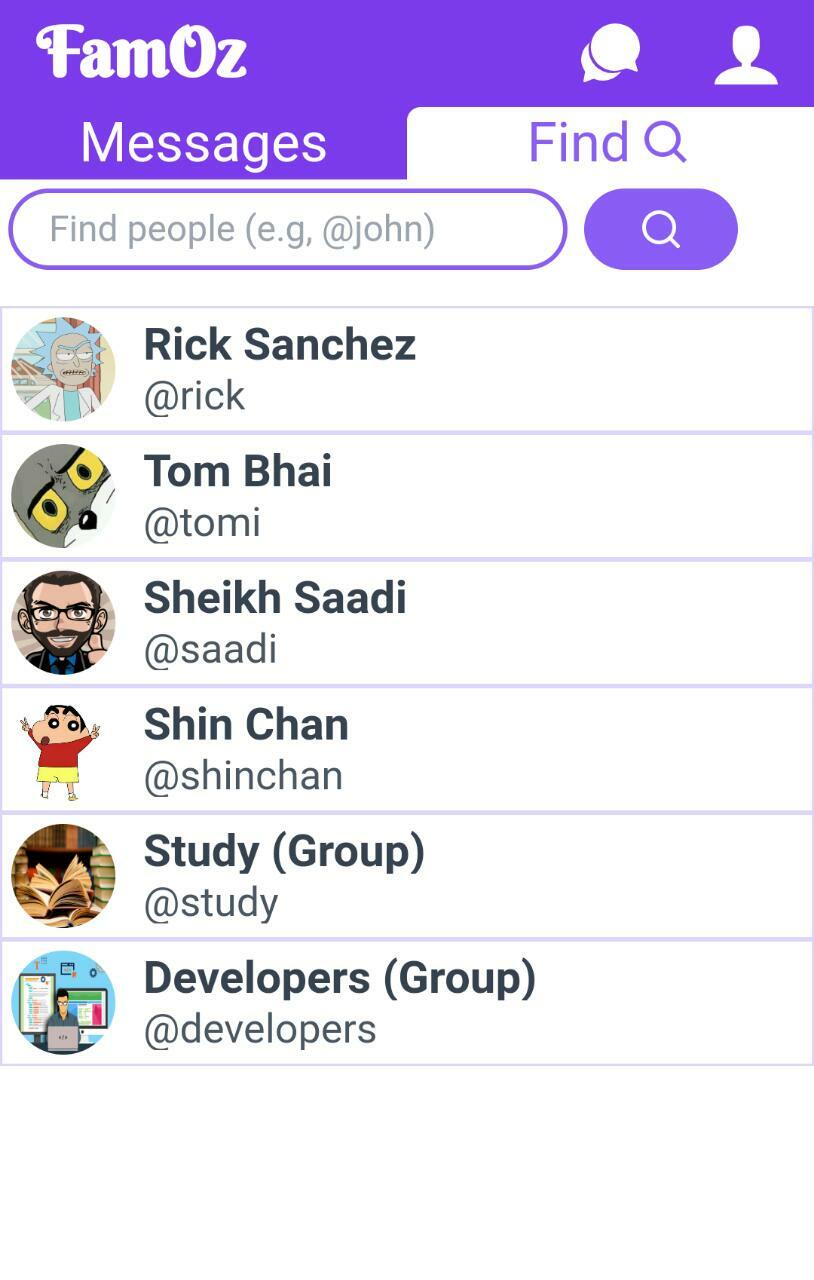 FamOz
Messages
Find
Find people (e.g, @john)
Rick Sanchez
@rick
Tom Bhai
@tomi
Sheikh Saadi
@saadi
Shin Chan
@shinchan
Study (Group)
@study
Developers (Group)
@developers